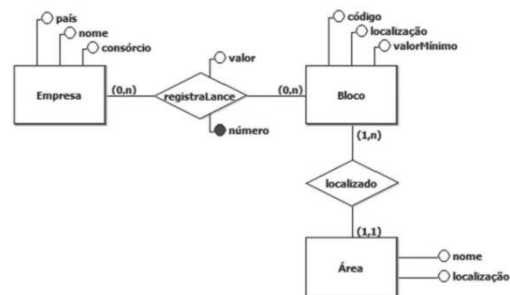 país
nome
consórcio
Empresa
(0,n)
registraLance
valor
número
(0,n)
código
localização
valorMínimo
Bloco
(1,n)
localizado
(1,1)
Área
nome
localização